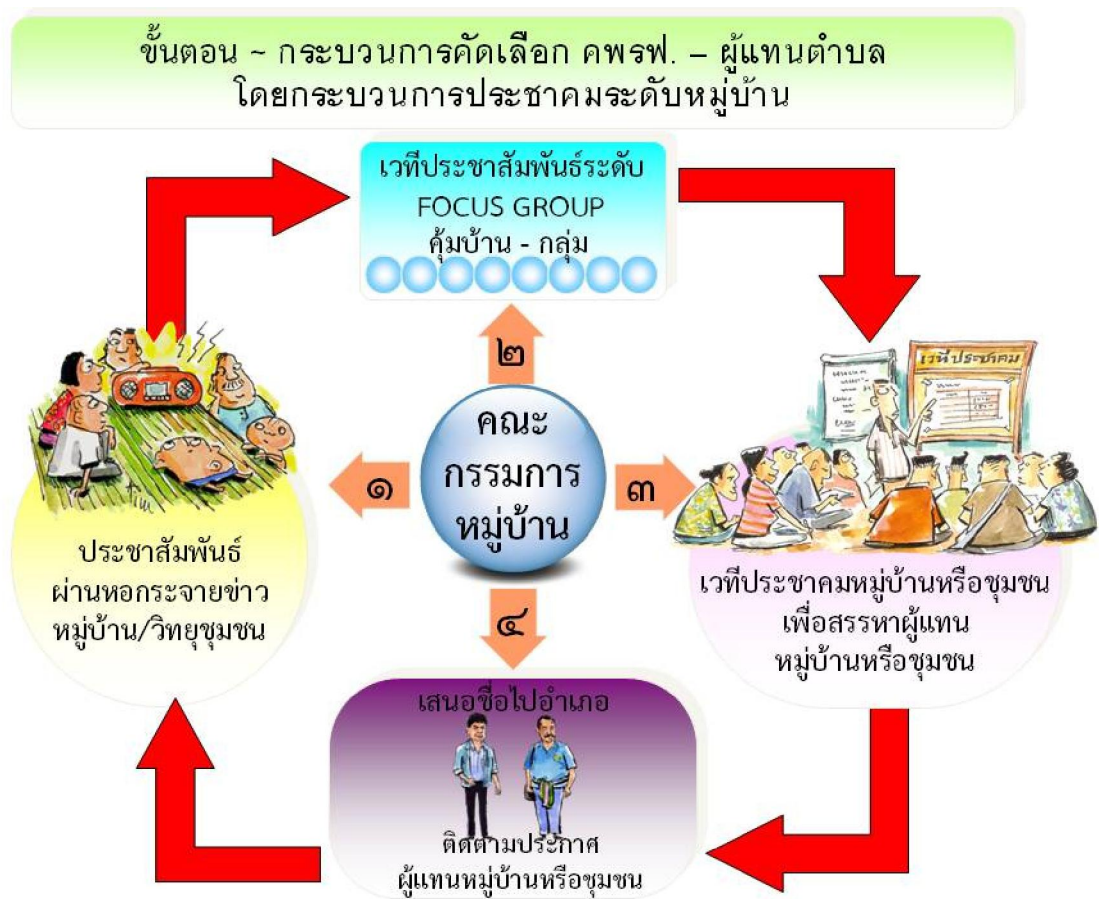 ขั้นตอน ~ กระบวนการคัดเลือก คพรฟ. – ผู้แทนตำบล
โดยกระบวนการประชาคมระดับหมู่บ้าน
เวทีประชาสัมพันธ์ระดับ
FOCUS GROUP
คุ้มบ้าน - กลุ่ม
๒
คณะ
กรรมการ
หมู่บ้าน
๑
๓
๔
ประชาสัมพันธ์
ผ่านหอกระจายข่าว
หมู่บ้าน/วิทยุชุมชน
เวทีประชาคม
เวทีประชาคมหมู่บ้านหรือชุมชน
เพื่อสรรหาผู้แทน
หมู่บ้านหรือชุมชน
เสนอชื่อไปอำเภอ
ติดตามประกาศ
ผู้แทนหมู่บ้านหรือชุมชน